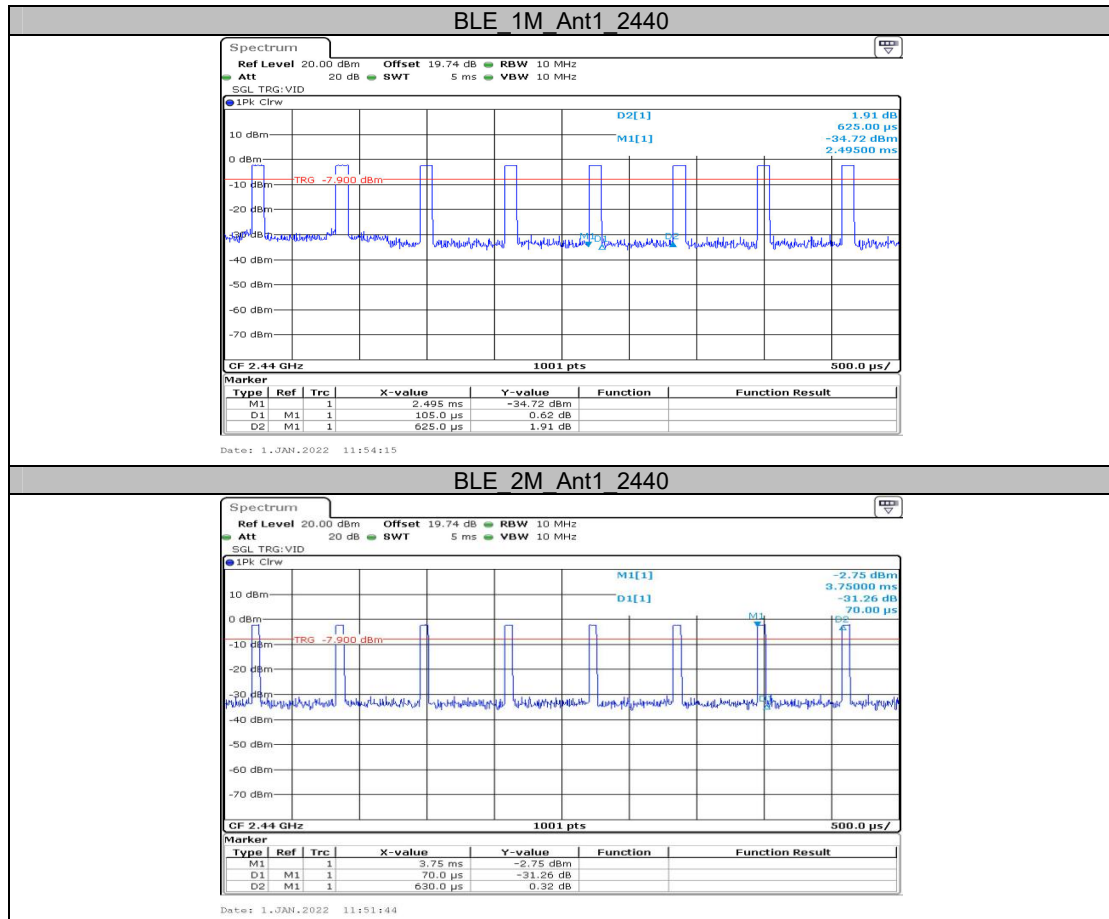 BLE_1M_Ant1_2440
Spectrum
Ref Level 20.00 dBm Offset 19.74 dB RBW 10 MHz
Att 20 dB SWT 5 ms VBW 10 MHz
SGL TRG:VID
1Pk Clrw
D2[1] 1.91 dB
625.00 µs
M1[1] -34.72 dBm
2.49500 ms
10 dBm
0 dBm
-10 dBm
TRG -7.900 dBm
-20 dBm
-30 dBm
M1 D1 D2
-40 dBm
-50 dBm
-60 dBm
-70 dBm
CF 2.44 GHz 1001 pts 500.0 µs/
Marker
Type Ref Trc X-value Y-value Function Function Result
M1 1 2.495 ms -34.72 dBm
D1 M1 1 105.0 µs 0.62 dB
D2 M1 1 625.0 µs 1.91 dB
Date: 1.JAN.2022 11:54:15
BLE_2M_Ant1_2440
Spectrum
Ref Level 20.00 dBm Offset 19.74 dB RBW 10 MHz
Att 20 dB SWT 5 ms VBW 10 MHz
SGL TRG:VID
1Pk Clrw
M1[1] -2.75 dBm
3.75000 ms
D1[1] -31.26 dB
70.00 µs
10 dBm
M1 D2
0 dBm
TRG -7.900 dBm
-10 dBm
-20 dBm
-30 dBm
D1
-40 dBm
-50 dBm
-60 dBm
-70 dBm
CF 2.44 GHz 1001 pts 500.0 µs/
Marker
Type Ref Trc X-value Y-value Function Function Result
M1 1 3.75 ms -2.75 dBm
D1 M1 1 70.0 µs -31.26 dB
D2 M1 1 630.0 µs 0.32 dB
Date: 1.JAN.2022 11:51:44